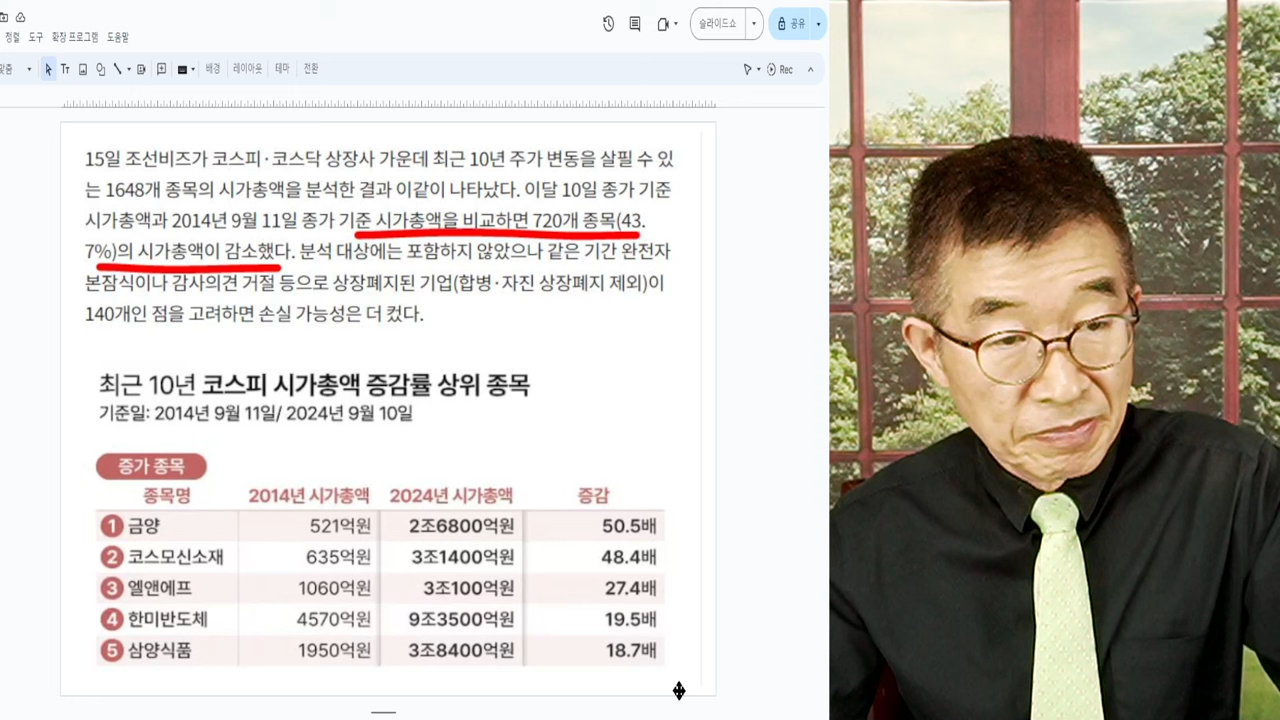 정렬 도구 확장 프로그램 도움말
슬라이드쇼
공유
맞춤
배경 레이아웃 테마 전환
Rec
15일 조선비즈가 코스피·코스닥 상장사 가운데 최근 10년 주가 변동을 살필 수 있
는 1648개 종목의 시가총액을 분석한 결과 이같이 나타났다. 이달 10일 종가 기준
시가총액과 2014년 9월 11일 종가 기준 시가총액을 비교하면 720개 종목(43.
7%)의 시가총액이 감소했다. 분석 대상에는 포함하지 않았으나 같은 기간 완전자
본잠식이나 감사의견 거절 등으로 상장폐지된 기업(합병·자진 상장폐지 제외)이
140개인 점을 고려하면 손실 가능성은 더 컸다.
최근 10년 코스피 시가총액 증감률 상위 종목
기준일: 2014년 9월 11일/ 2024년 9월 10일
증가 종목
종목명 2014년 시가총액 2024년 시가총액 증감
1 금양 521억원 2조6800억원 50.5배
2 코스모신소재 635억원 3조1400억원 48.4배
3 엘앤에프 1060억원 3조100억원 27.4배
4 한미반도체 4570억원 9조3500억원 19.5배
5 삼양식품 1950억원 3조8400억원 18.7배